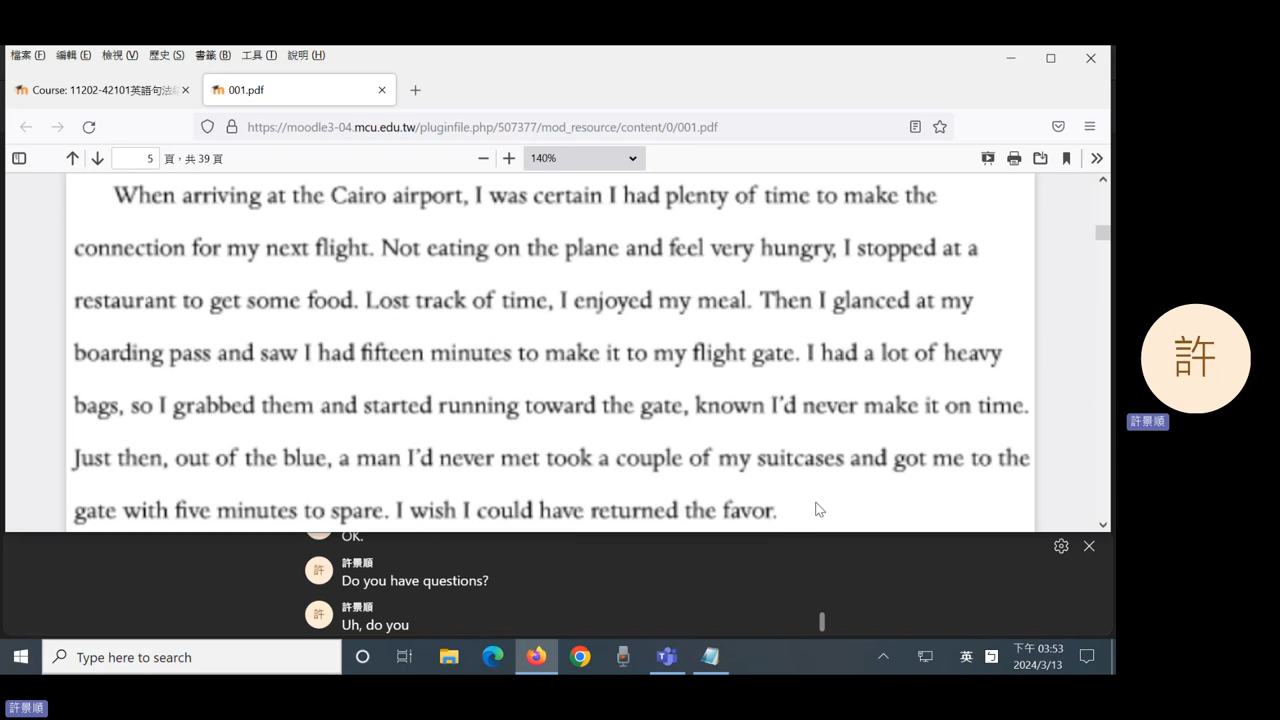 檔案 (F) 編輯 (E) 檢視 (V) 歷史 (S) 書籤 (B) 工具 (T) 說明 (H)
Course: 11202-42101英語句法
001.pdf
https://moodle3-04.mcu.edu.tw/pluginfile.php/507377/mod_resource/content/0/001.pdf
5 頁，共 39 頁
140%
When arriving at the Cairo airport, I was certain I had plenty of time to make the
connection for my next flight. Not eating on the plane and feel very hungry, I stopped at a
restaurant to get some food. Lost track of time, I enjoyed my meal. Then I glanced at my
boarding pass and saw I had fifteen minutes to make it to my flight gate. I had a lot of heavy
bags, so I grabbed them and started running toward the gate, known I'd never make it on time.
Just then, out of the blue, a man I'd never met took a couple of my suitcases and got me to the
gate with five minutes to spare. I wish I could have returned the favor.
許
許景順
OK.
許
許景順
Do you have questions?
許
許景順
Uh, do you
Type here to search
英
下午 03:53
2024/3/13
許景順